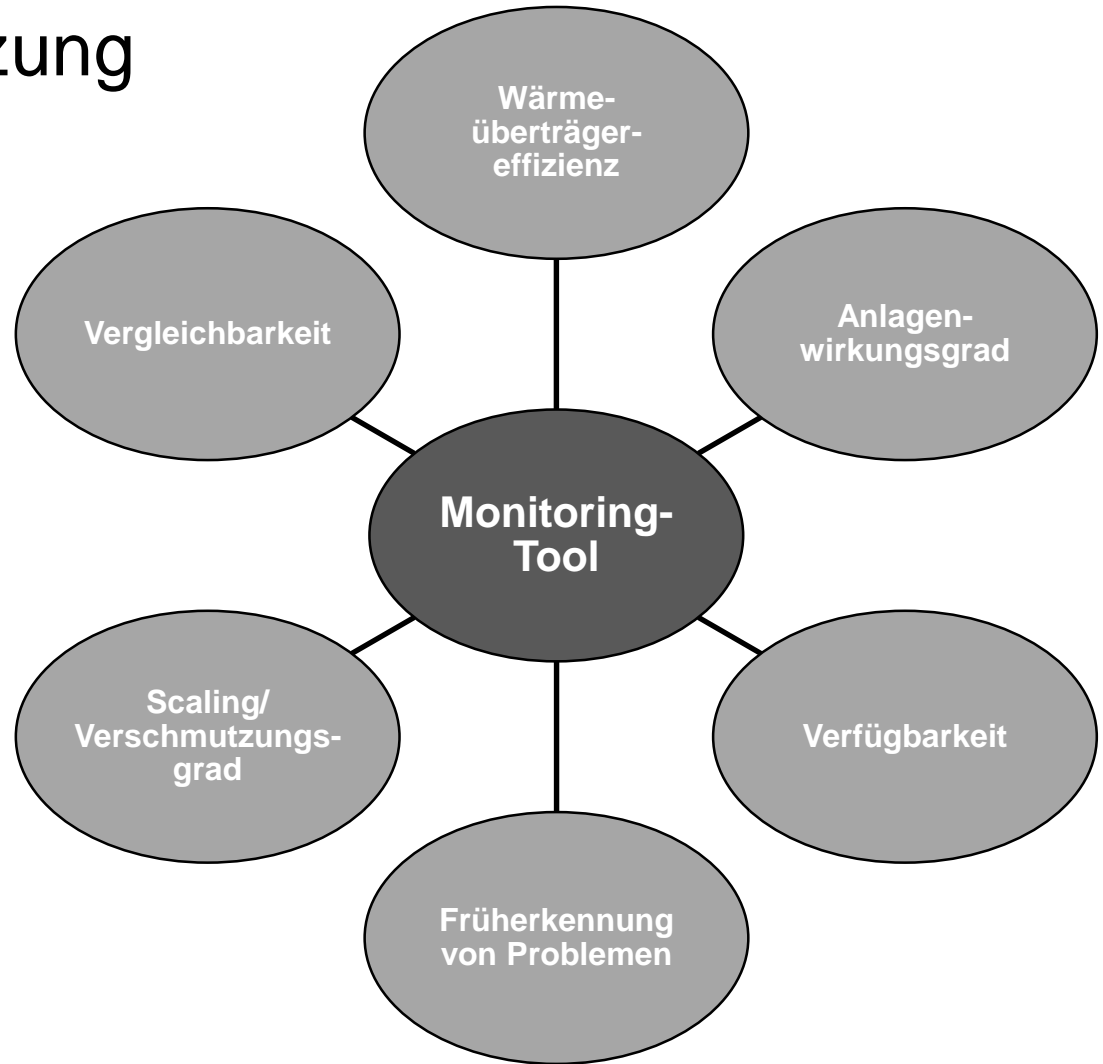 zung
Wärme-
überträger-
effizienz
Vergleichbarkeit
Anlagen-
wirkungsgrad
Monitoring-
Tool
Scaling/
Verschmutzungs-
grad
Verfügbarkeit
Früherkennung
von Problemen